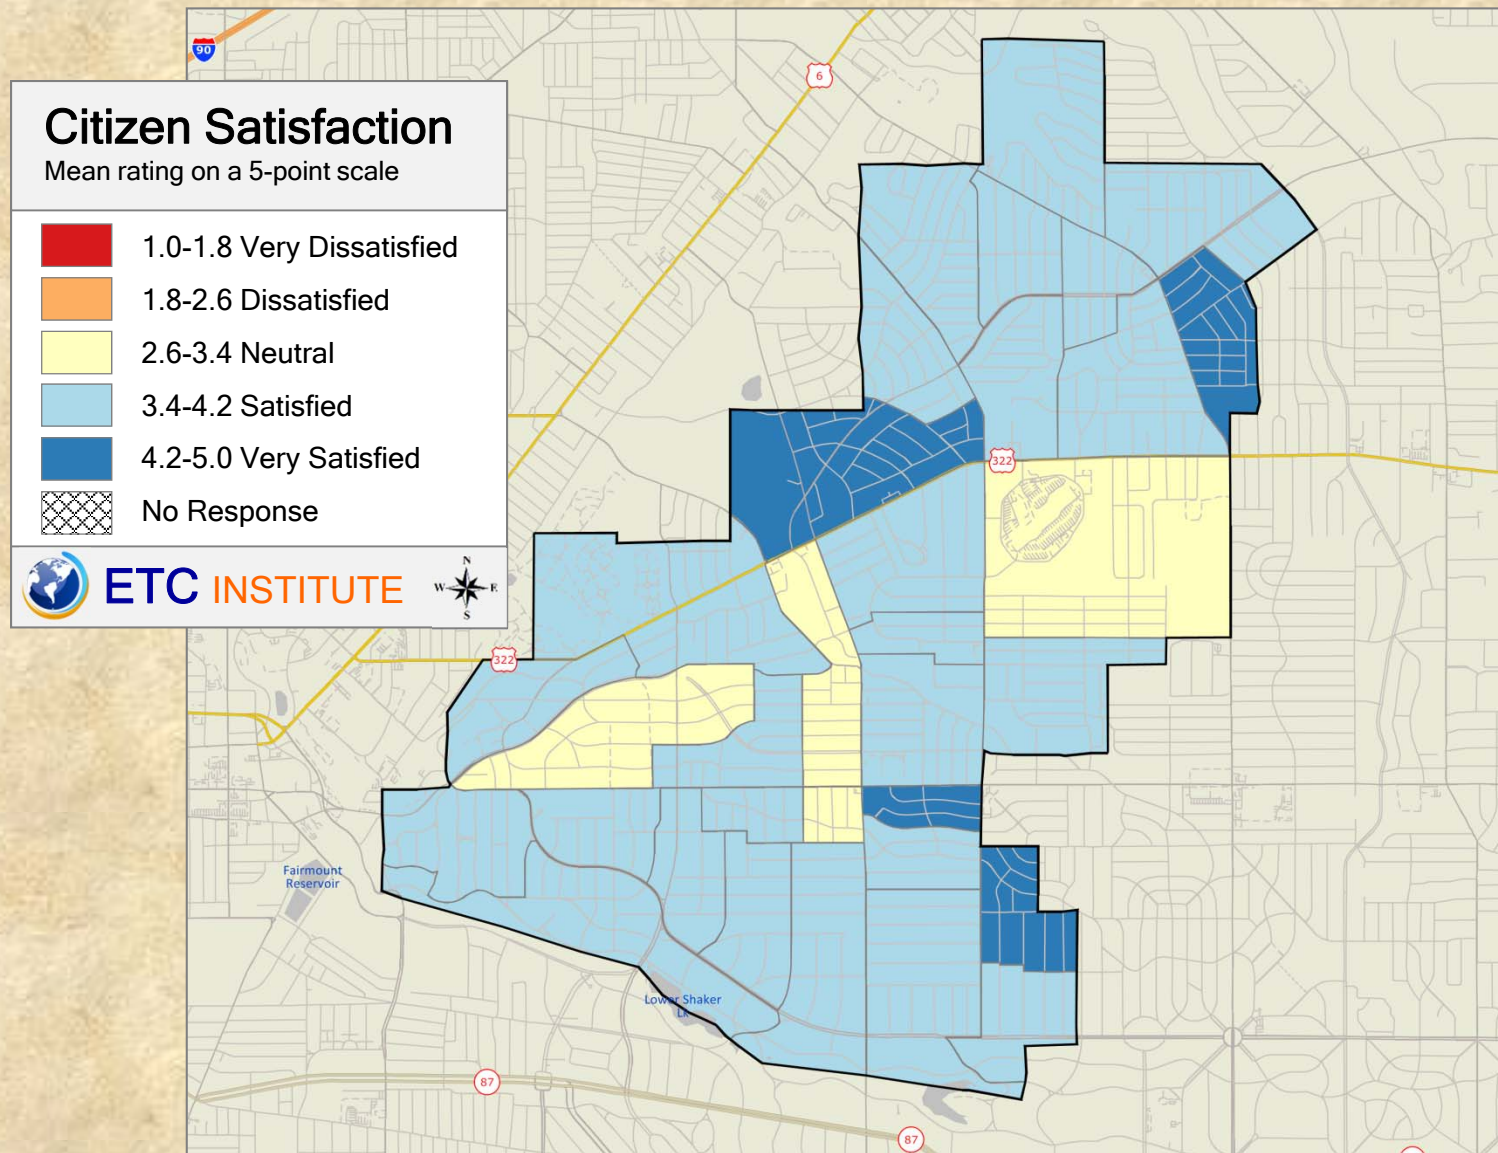 90
6
Citizen Satisfaction
Mean rating on a 5-point scale
1.0-1.8 Very Dissatisfied
1.8-2.6 Dissatisfied
2.6-3.4 Neutral
3.4-4.2 Satisfied
4.2-5.0 Very Satisfied
No Response
ETC INSTITUTE
N
W E
S
322
322
Fairmount
Reservoir
Lower Shaker
Lk
87
87